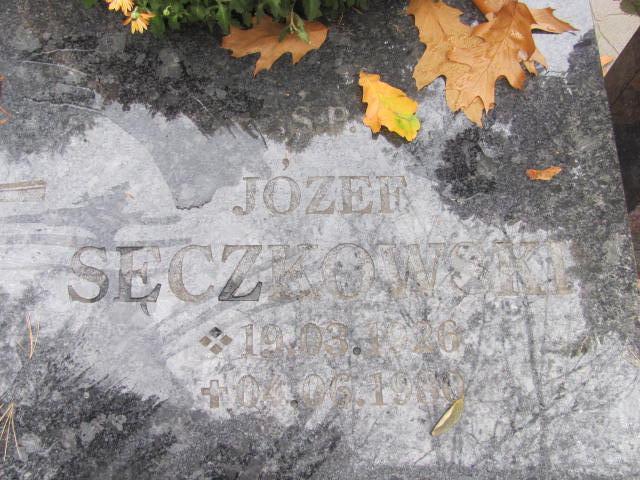 Ś.P.
JÓZEF
SĘCZKOWSKI
❖ 19.03.1926
✝ 04.06.1980